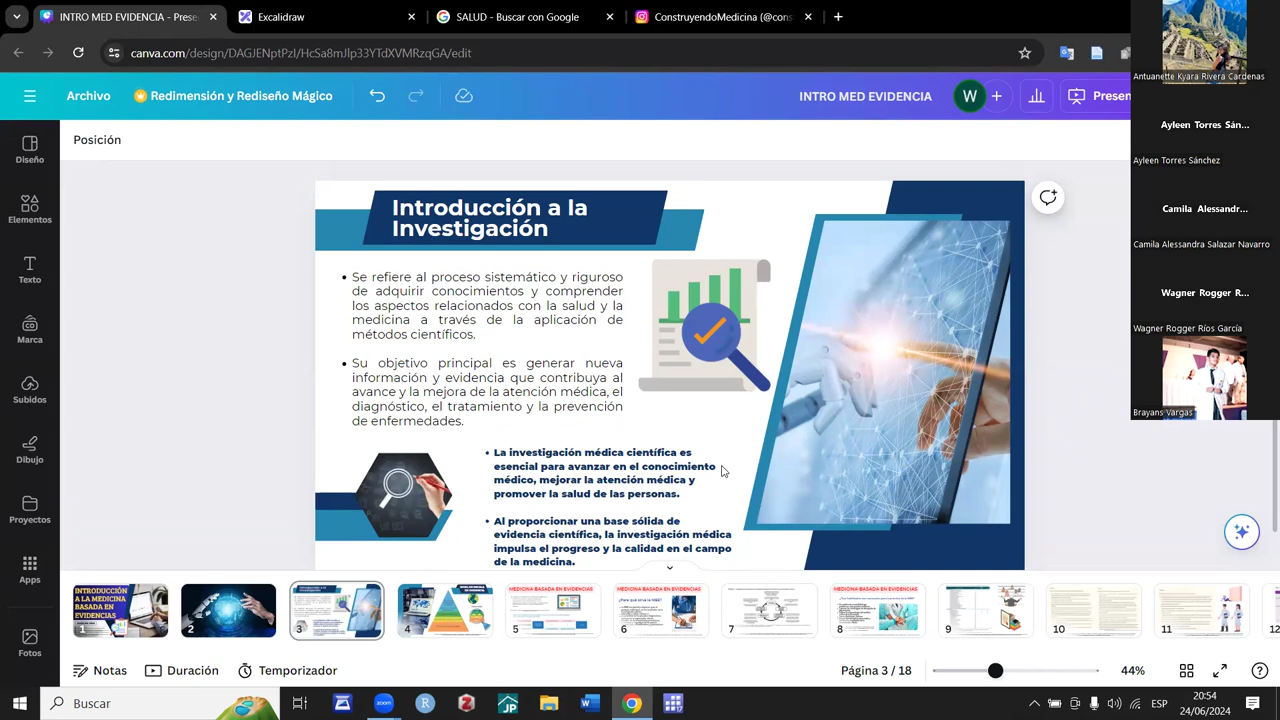 INTRO MED EVIDENCIA - Prese
Excalidraw
SALUD - Buscar con Google
ConstruyendoMedicina (@cons
canva.com/design/DAGJENptPzI/HcSa8mJlp33YTdXVMRzqGA/edit
Archivo
Redimensión y Rediseño Mágico
INTRO MED EVIDENCIA
W
Presen
Posición
Diseño
Elementos
Texto
Marca
Subidos
Dibujo
Proyectos
Apps
Fotos
Introducción a la
Investigación
• Se refiere al proceso sistemático y riguroso
de adquirir conocimientos y comprender
los aspectos relacionados con la salud y la
medicina a través de la aplicación de
métodos científicos.
• Su objetivo principal es generar nueva
información y evidencia que contribuya al
avance y la mejora de la atención médica, el
diagnóstico, el tratamiento y la prevención
de enfermedades.
• La investigación médica científica es
esencial para avanzar en el conocimiento
médico, mejorar la atención médica y
promover la salud de las personas.
• Al proporcionar una base sólida de
evidencia científica, la investigación médica
impulsa el progreso y la calidad en el campo
de la medicina.
Antuanette Kyara Rivera Cardenas
Ayleen Torres Sán...
Ayleen Torres Sánchez
Camila Alessandr...
Camila Alessandra Salazar Navarro
Wagner Rogger R...
Wagner Rogger Ríos García
Brayans Vargas
INTRODUCCIÓN
A LA MEDICINA
BASADA EN
EVIDENCIAS
1
2
3
4
MEDICINA BASADA EN EVIDENCIAS
5
MEDICINA BASADA EN EVIDENCIAS
6
7
MEDICINA BASADA EN EVIDENCIAS
8
9
10
11
12
Notas
Duración
Temporizador
Página 3 / 18
44%
Buscar
ESP
20:54
24/06/2024